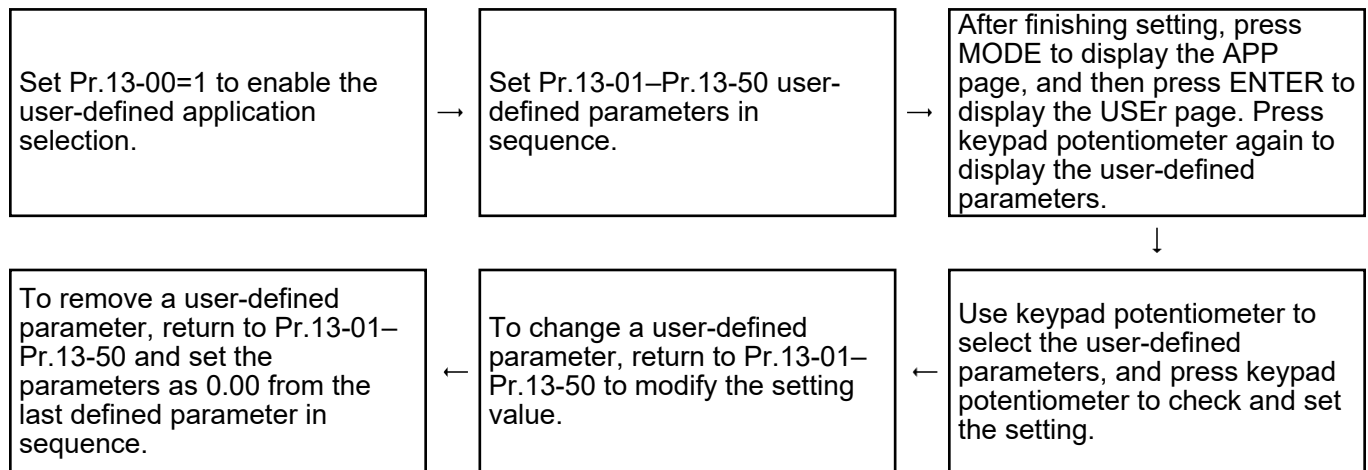 Set Pr.13-00=1 to enable the
user-defined application
selection.
→
Set Pr.13-01–Pr.13-50 user-
defined parameters in
sequence.
→
After finishing setting, press
MODE to display the APP
page, and then press ENTER to
display the USEr page. Press
keypad potentiometer again to
display the user-defined
parameters.
↓
Use keypad potentiometer to
select the user-defined
parameters, and press keypad
potentiometer to check and set
the setting.
←
To change a user-defined
parameter, return to Pr.13-01–
Pr.13-50 to modify the setting
value.
←
To remove a user-defined
parameter, return to Pr.13-01–
Pr.13-50 and set the
parameters as 0.00 from the
last defined parameter in
sequence.